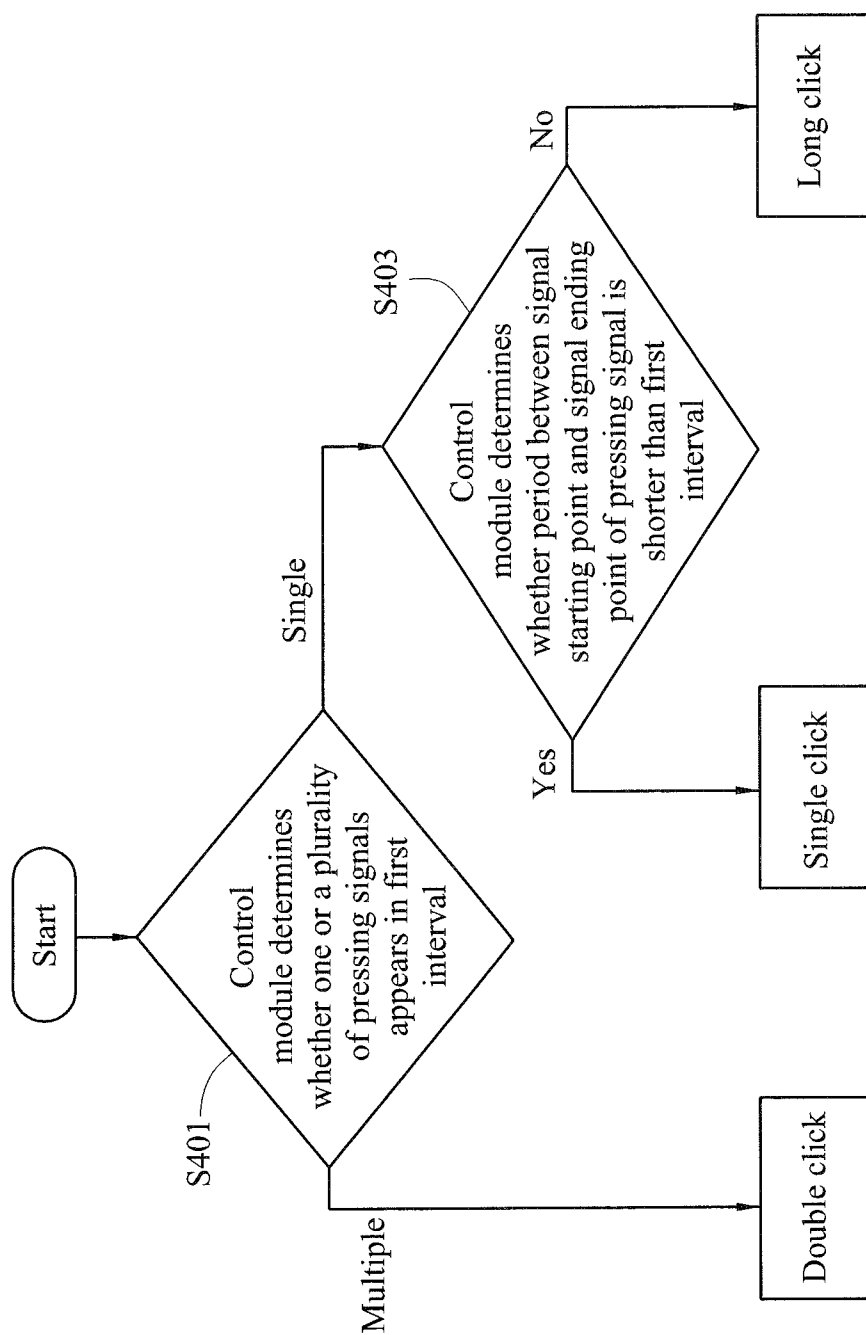 Start
S401
Control
module determines
whether one or a plurality
of pressing signals
appears in first
interval
Multiple
Single
S403
Control
module determines
whether period between signal
starting point and signal ending
point of pressing signal is
shorter than first
interval
Yes
No
Double click
Single click
Long click